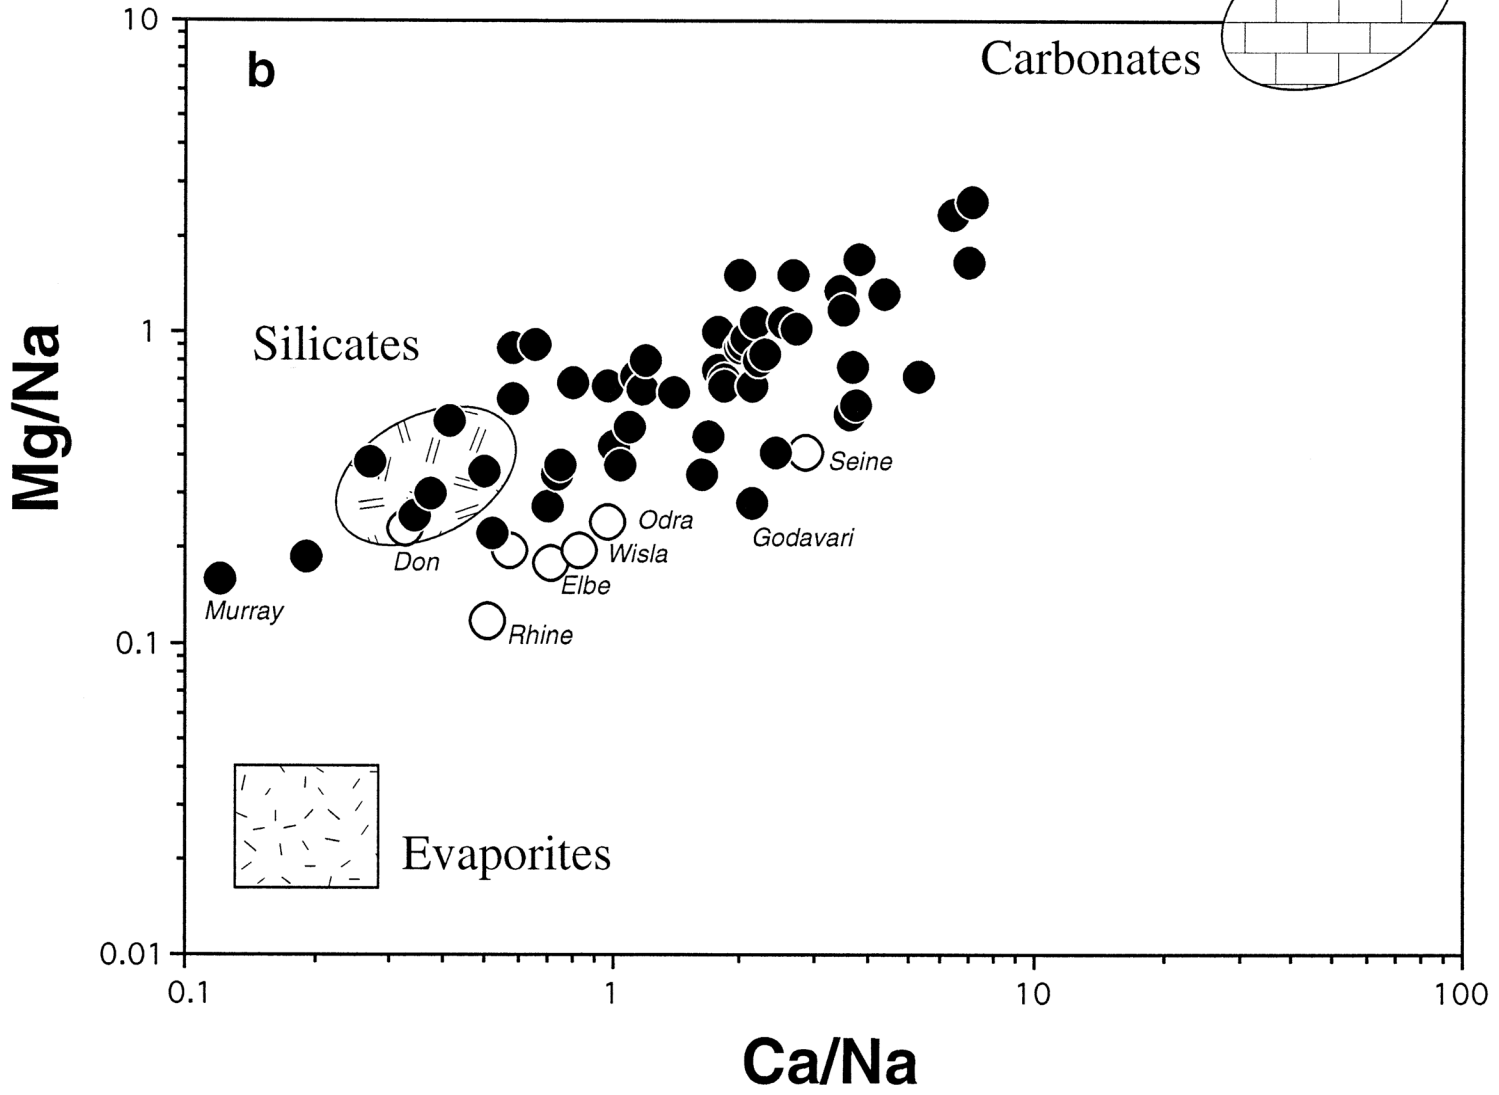 10
b
Carbonates
Mg/Na
1
Silicates
Seine
Odra
Godavari
Wisla
Don
Elbe
Murray
Rhine
0.1
Evaporites
0.01
0.1
1
10
100
Ca/Na